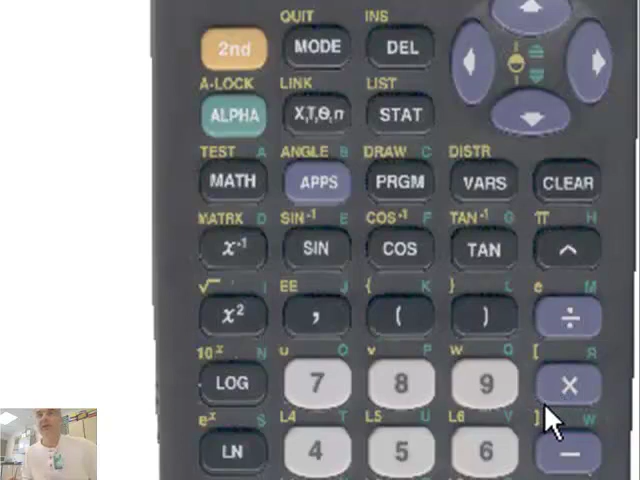 QUIT INS
2nd MODE DEL
A-LOCK LINK LIST
ALPHA X,T,Θ,n STAT
TEST A ANGLE B DRAW C DISTR
MATH APPS PRGM VARS CLEAR
MATRX D SIN⁻¹ E COS⁻¹ F TAN⁻¹ G π H
x⁻¹ SIN COS TAN ^
√ I EE J { K } L e M
x² , ( ) ÷
10ˣ N u O v P w Q [ R
LOG 7 8 9 ×
eˣ S L4 T L5 U L6 V ] W
LN 4 5 6 −